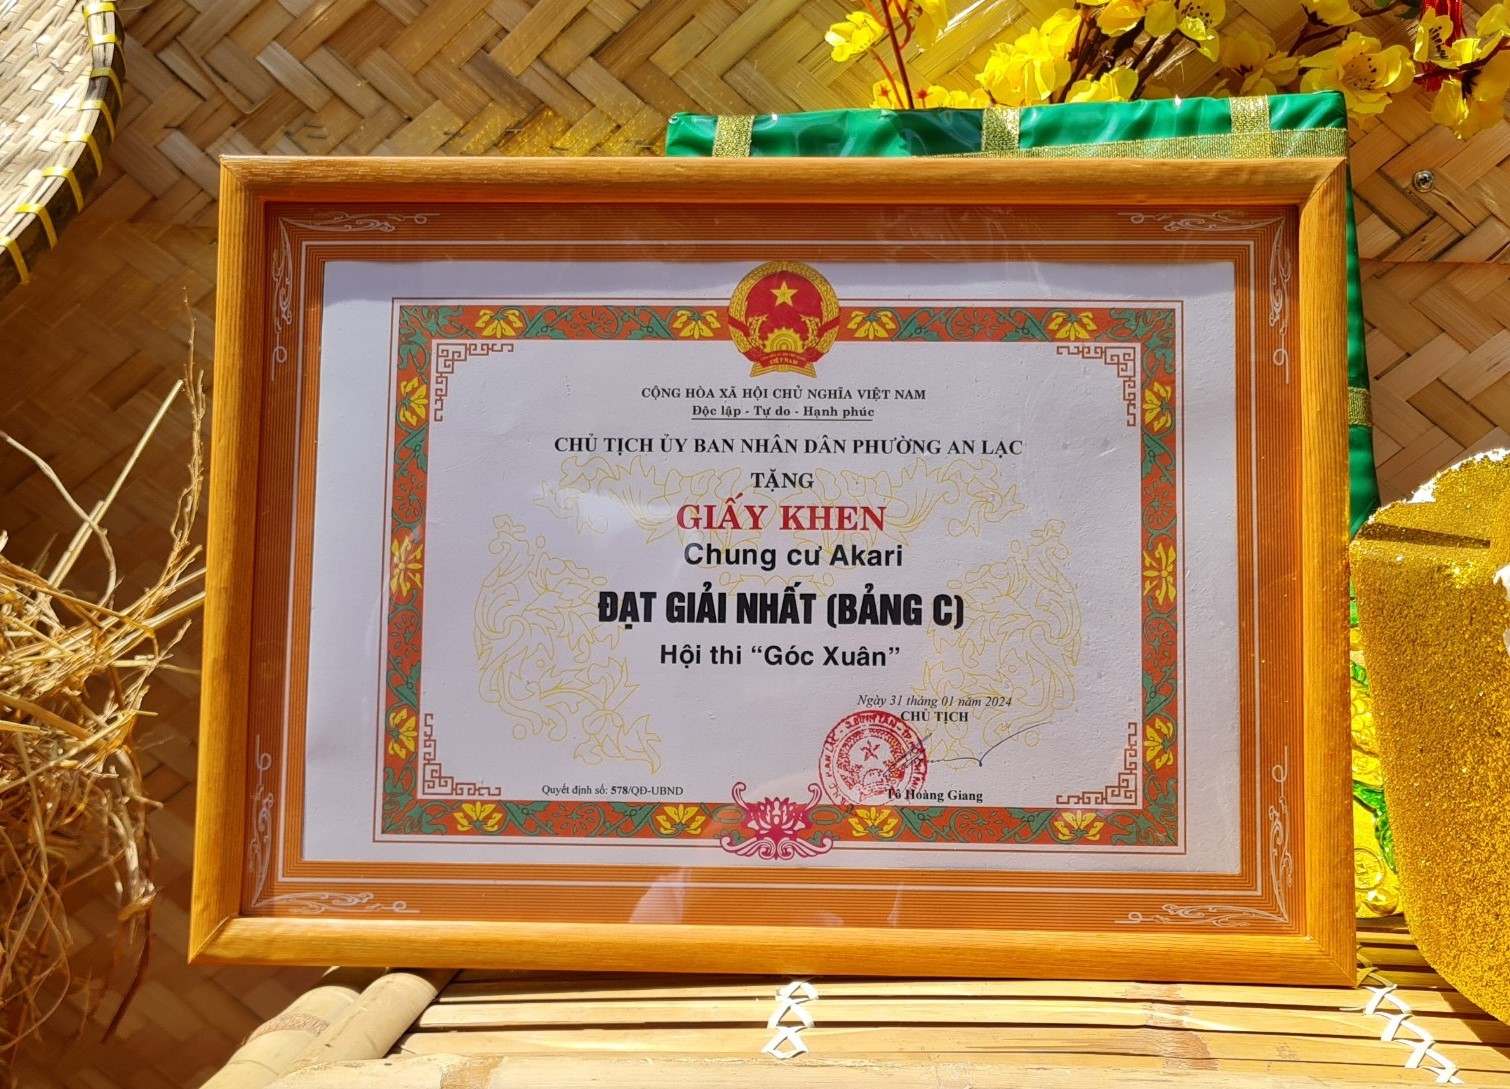 VIỆT NAM
CỘNG HÒA XÃ HỘI CHỦ NGHĨA VIỆT NAM
Độc lập - Tự do - Hạnh phúc
CHỦ TỊCH ỦY BAN NHÂN DÂN PHƯỜNG AN LẠC
TẶNG
GIẤY KHEN
Chung cư Akari
ĐẠT GIẢI NHẤT (BẢNG C)
Hội thi “Góc Xuân”
Ngày 31 tháng 01 năm 2024
CHỦ TỊCH
Quyết định số: 578/QĐ-UBND
Tô Hoàng Giang